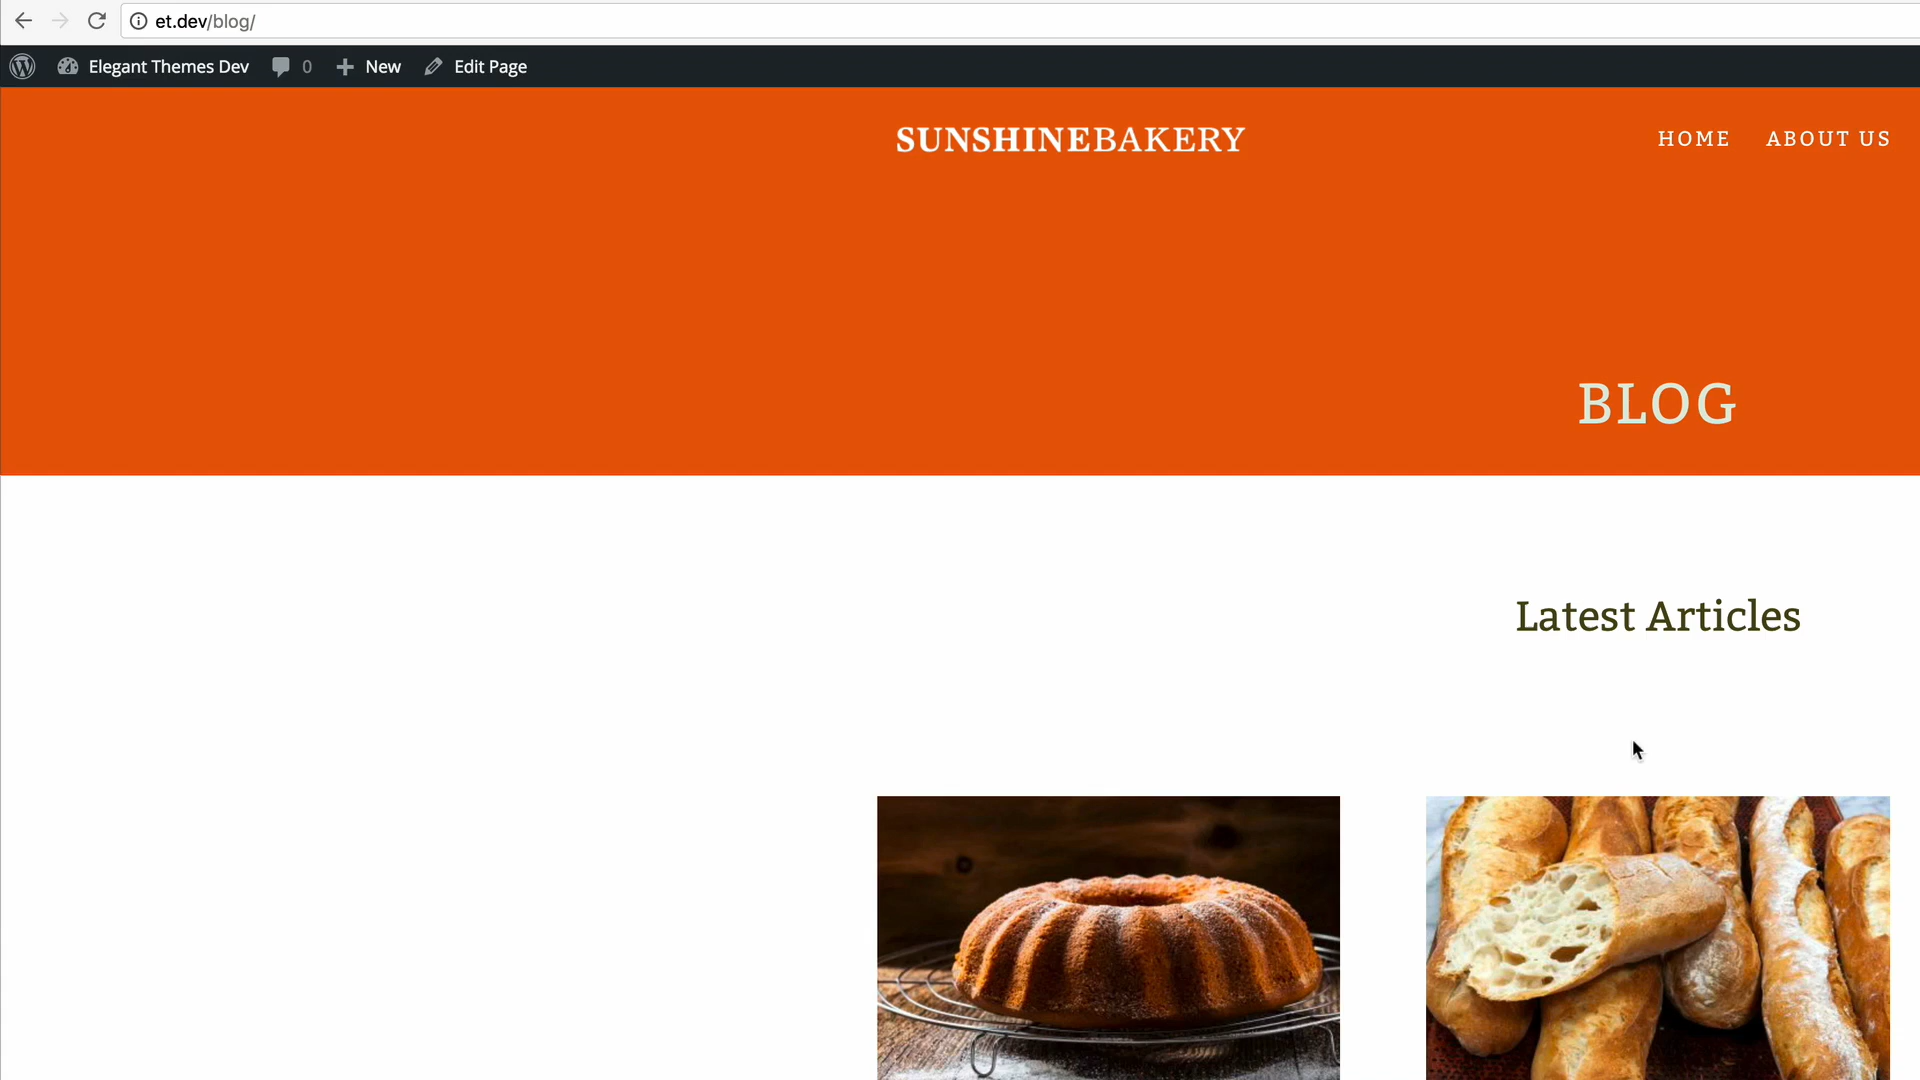 et.dev/blog/
Elegant Themes Dev 0 New Edit Page
SUNSHINEBAKERY HOME ABOUT US
BLOG
Latest Articles